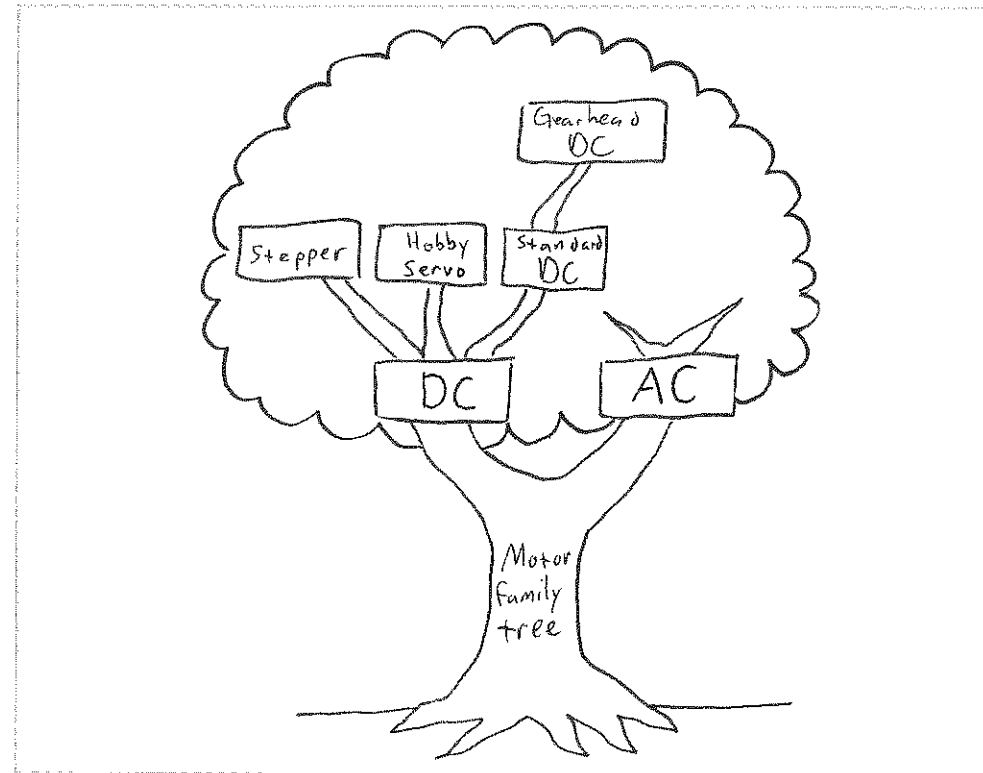 Gearhead
DC
Stepper
Hobby
Servo
Standard
DC
DC
AC
Motor
family
tree